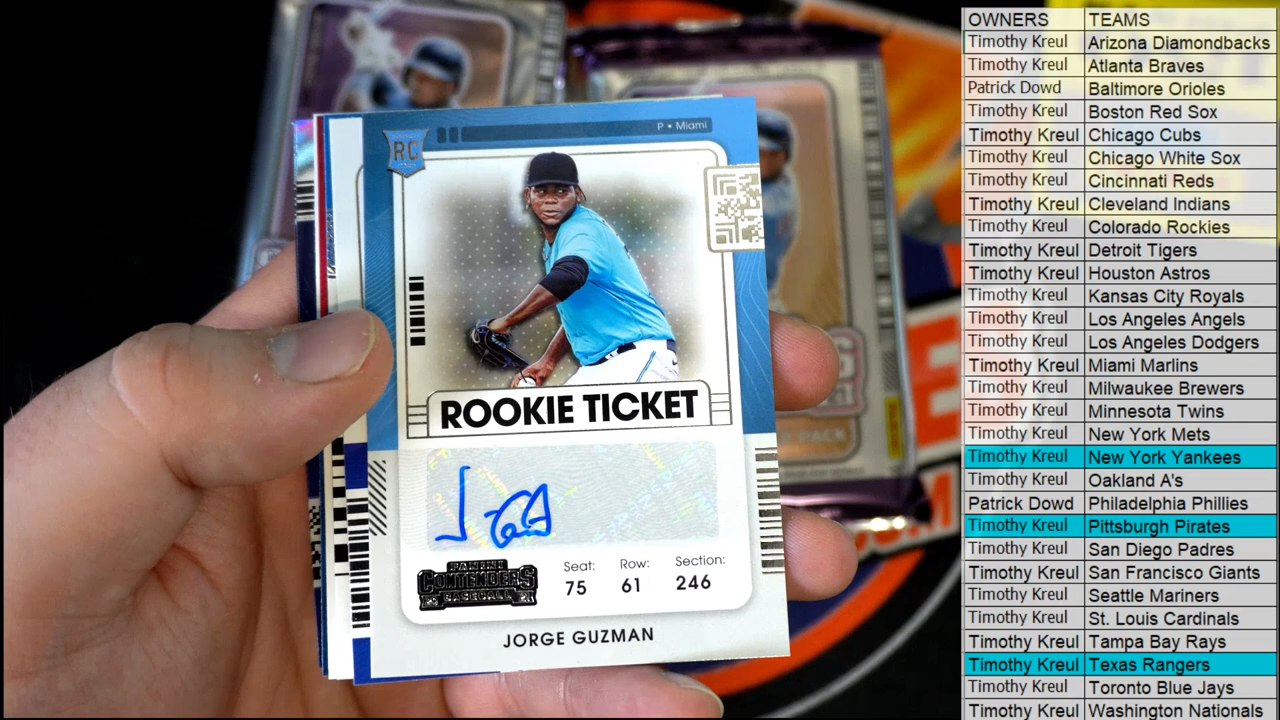 P • Miami
RC
ROOKIE TICKET
PANINI
CONTENDERS
BASEBALL
Seat: Row: Section:
75 61 246
JORGE GUZMAN
OWNERS TEAMS
Timothy Kreul Arizona Diamondbacks
Timothy Kreul Atlanta Braves
Patrick Dowd Baltimore Orioles
Timothy Kreul Boston Red Sox
Timothy Kreul Chicago Cubs
Timothy Kreul Chicago White Sox
Timothy Kreul Cincinnati Reds
Timothy Kreul Cleveland Indians
Timothy Kreul Colorado Rockies
Timothy Kreul Detroit Tigers
Timothy Kreul Houston Astros
Timothy Kreul Kansas City Royals
Timothy Kreul Los Angeles Angels
Timothy Kreul Los Angeles Dodgers
Timothy Kreul Miami Marlins
Timothy Kreul Milwaukee Brewers
Timothy Kreul Minnesota Twins
Timothy Kreul New York Mets
Timothy Kreul New York Yankees
Timothy Kreul Oakland A's
Patrick Dowd Philadelphia Phillies
Timothy Kreul Pittsburgh Pirates
Timothy Kreul San Diego Padres
Timothy Kreul San Francisco Giants
Timothy Kreul Seattle Mariners
Timothy Kreul St. Louis Cardinals
Timothy Kreul Tampa Bay Rays
Timothy Kreul Texas Rangers
Timothy Kreul Toronto Blue Jays
Timothy Kreul Washington Nationals